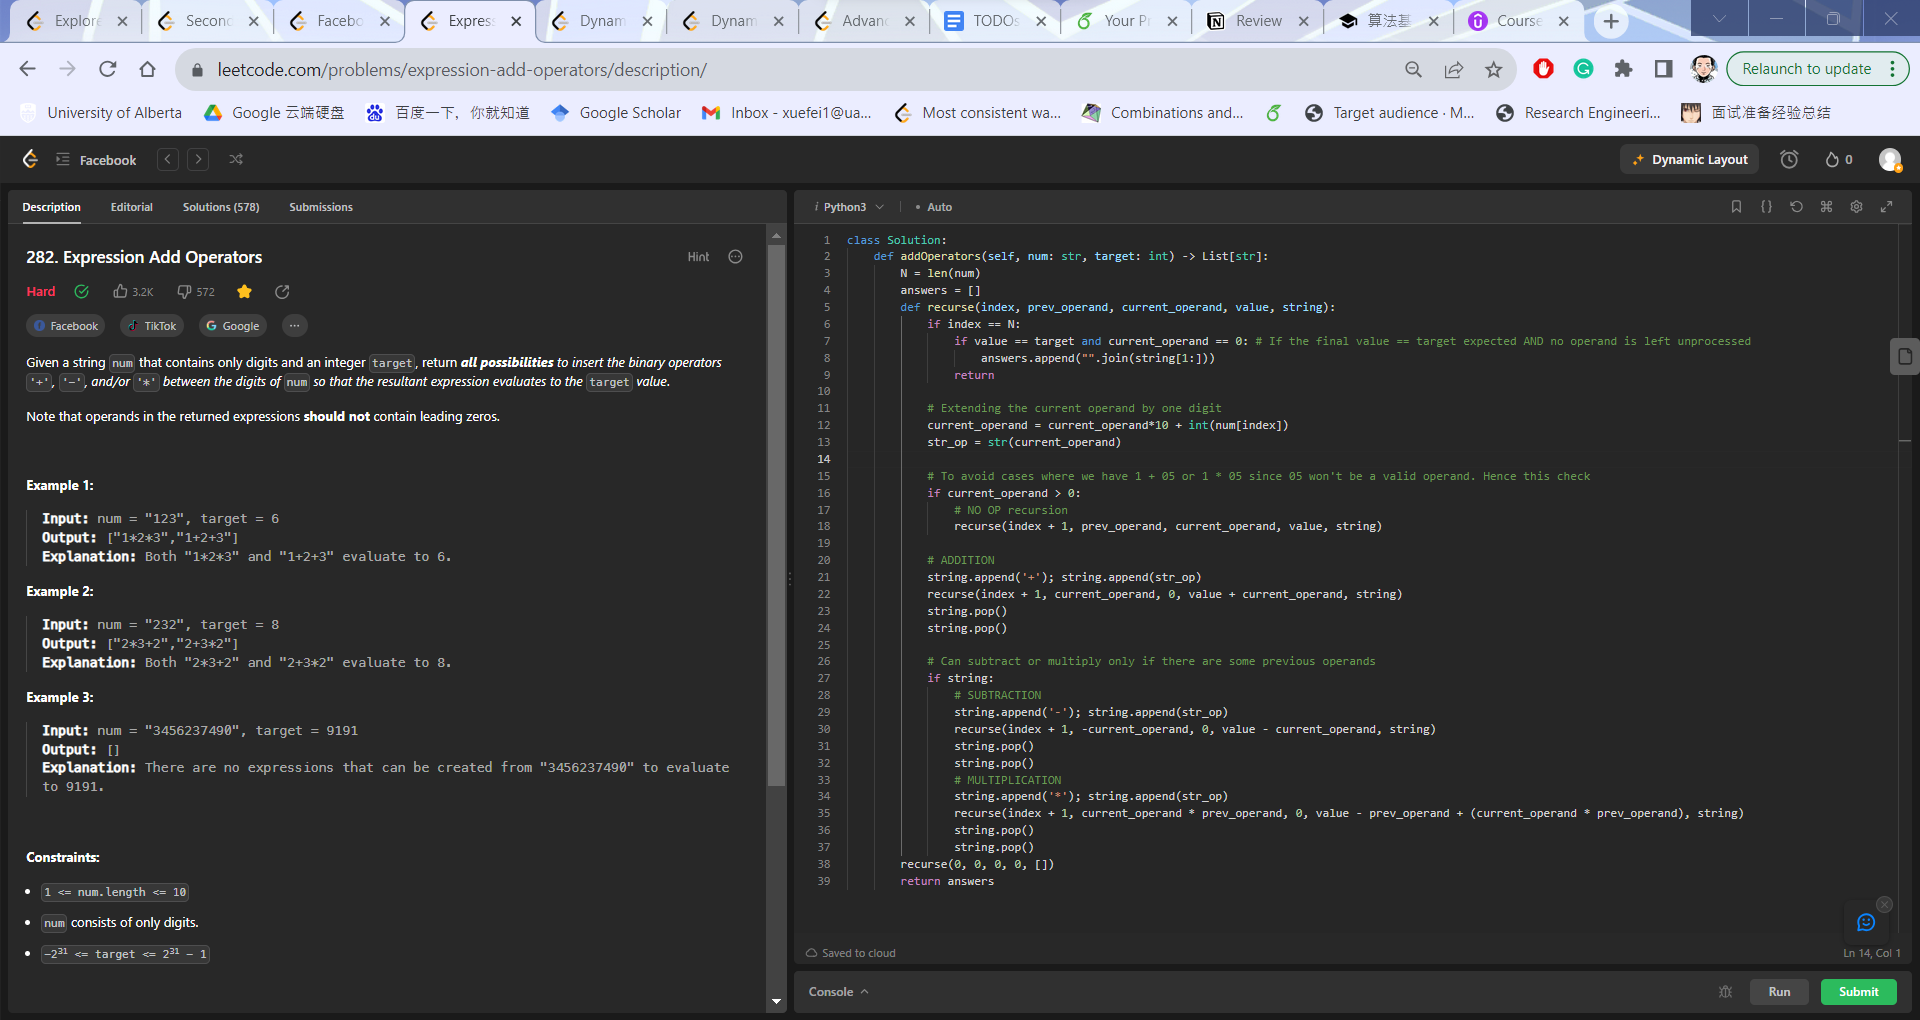 Explore
Second
Facebo
Express
Dynam
Dynam
Advanc
TODOs
Your Pr
Review
算法基
Course
leetcode.com/problems/expression-add-operators/description/
Relaunch to update
University of Alberta
Google 云端硬盘
百度一下，你就知道
Google Scholar
Inbox - xuefei1@ua...
Most consistent wa...
Combinations and...
Target audience · M...
Research Engineeri...
面试准备经验总结
Facebook
Dynamic Layout
0
Description
Editorial
Solutions (578)
Submissions
282. Expression Add Operators
Hint
Hard
3.2K
572
Facebook
TikTok
Google
Given a string num that contains only digits and an integer target, return all possibilities to insert the binary operators
'+', '-', and/or '*' between the digits of num so that the resultant expression evaluates to the target value.
Note that operands in the returned expressions should not contain leading zeros.
Example 1:
Input: num = "123", target = 6
Output: ["1*2*3","1+2+3"]
Explanation: Both "1*2*3" and "1+2+3" evaluate to 6.
Example 2:
Input: num = "232", target = 8
Output: ["2*3+2","2+3*2"]
Explanation: Both "2*3+2" and "2+3*2" evaluate to 8.
Example 3:
Input: num = "3456237490", target = 9191
Output: []
Explanation: There are no expressions that can be created from "3456237490" to evaluate
to 9191.
Constraints:
1 <= num.length <= 10
num consists of only digits.
-2³¹ <= target <= 2³¹ - 1
i Python3
• Auto
1 class Solution:
2 def addOperators(self, num: str, target: int) -> List[str]:
3 N = len(num)
4 answers = []
5 def recurse(index, prev_operand, current_operand, value, string):
6 if index == N:
7 if value == target and current_operand == 0: # If the final value == target expected AND no operand is left unprocessed
8 answers.append("".join(string[1:]))
9 return
10
11 # Extending the current operand by one digit
12 current_operand = current_operand*10 + int(num[index])
13 str_op = str(current_operand)
14
15 # To avoid cases where we have 1 + 05 or 1 * 05 since 05 won't be a valid operand. Hence this check
16 if current_operand > 0:
17 # NO OP recursion
18 recurse(index + 1, prev_operand, current_operand, value, string)
19
20 # ADDITION
21 string.append('+'); string.append(str_op)
22 recurse(index + 1, current_operand, 0, value + current_operand, string)
23 string.pop()
24 string.pop()
25
26 # Can subtract or multiply only if there are some previous operands
27 if string:
28 # SUBTRACTION
29 string.append('-'); string.append(str_op)
30 recurse(index + 1, -current_operand, 0, value - current_operand, string)
31 string.pop()
32 string.pop()
33 # MULTIPLICATION
34 string.append('*'); string.append(str_op)
35 recurse(index + 1, current_operand * prev_operand, 0, value - prev_operand + (current_operand * prev_operand), string)
36 string.pop()
37 string.pop()
38 recurse(0, 0, 0, 0, [])
39 return answers
Saved to cloud
Ln 14, Col 1
Console
Run
Submit